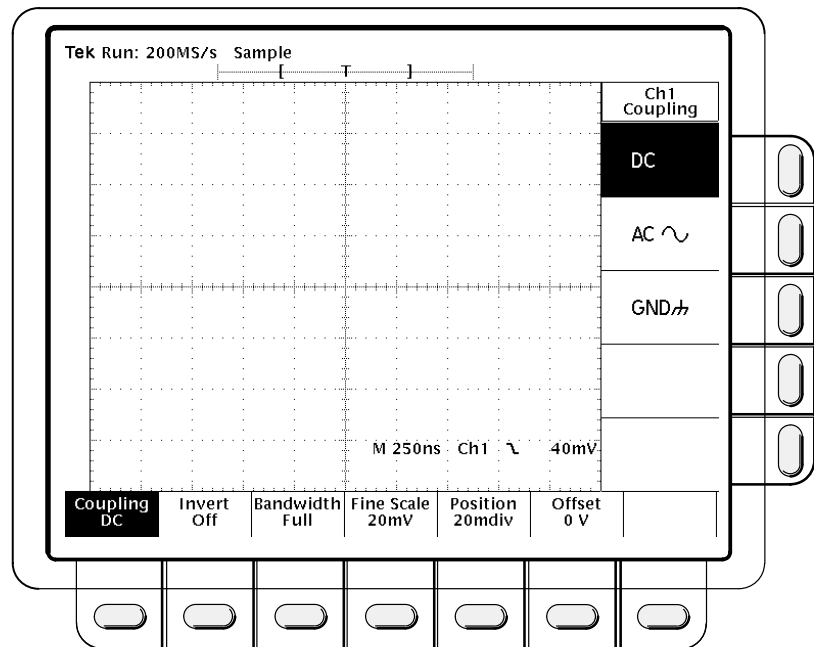 Tek Run: 200MS/s Sample
[ T ]
Ch1
Coupling
DC
AC
GND
M 250ns Ch1 40mV
Coupling
DC
Invert
Off
Bandwidth
Full
Fine Scale
20mV
Position
20mdiv
Offset
0 V